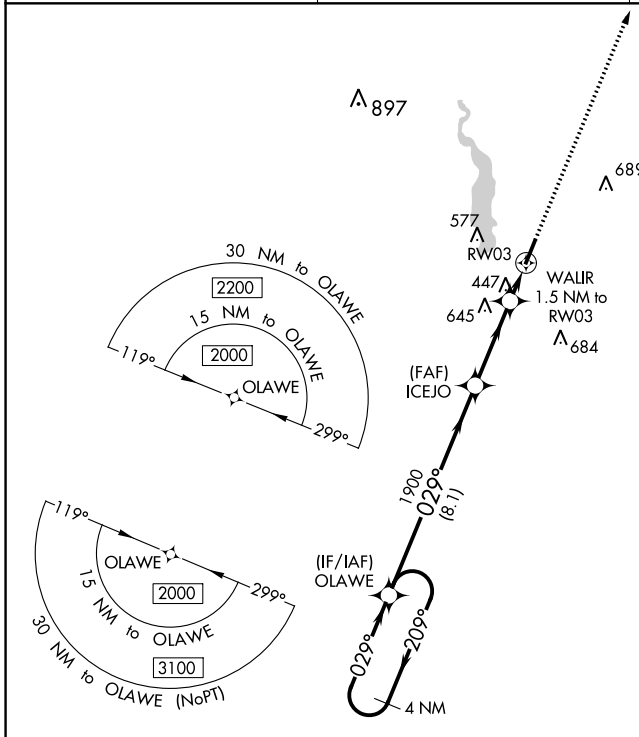 897
689
577
RW03
447
645
WALIR
1.5 NM to
RW03
684
(FAF)
ICEJO
30 NM to OLAWE
2200
15 NM to OLAWE
2000
119°
OLAWE
299°
1900
029°
(8.1)
(IF/IAF)
OLAWE
119°
OLAWE
299°
2000
15 NM to OLAWE
3100
30 NM to OLAWE (NoPT)
029°
209°
4 NM